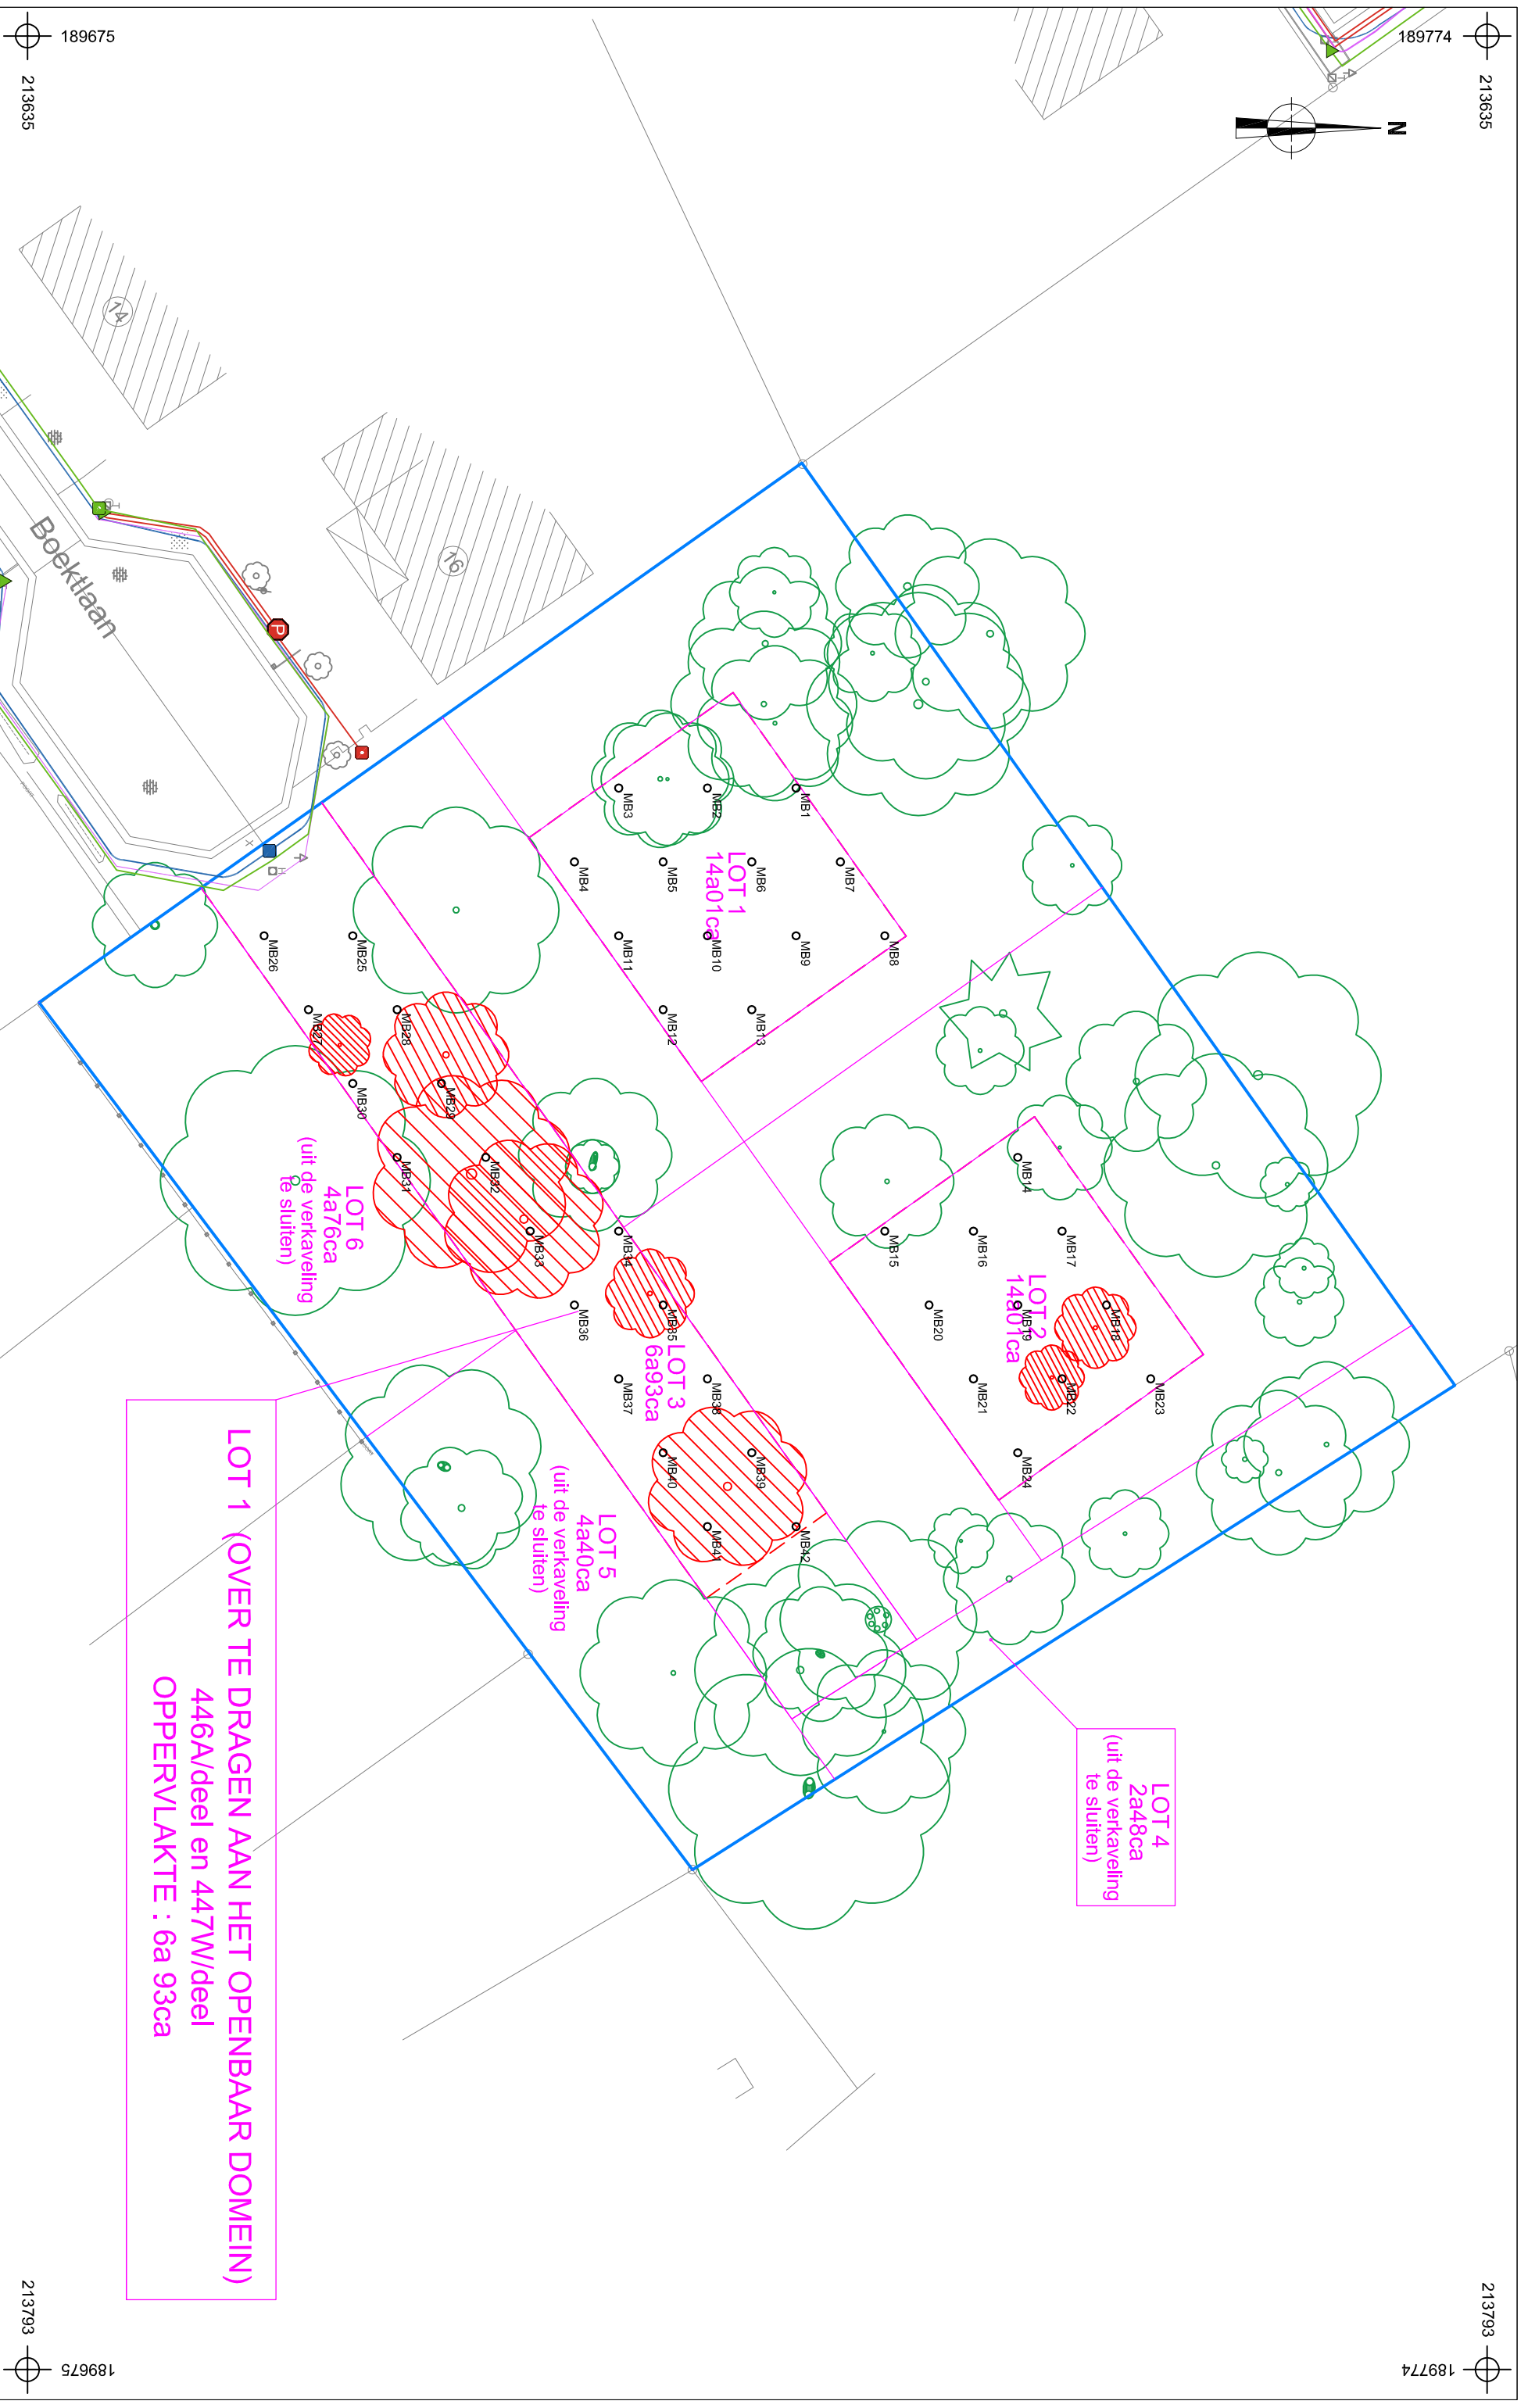 189675
213635
189774
213635
N
14
16
Boektlaan
P
T
H
X
MB1
MB2
MB3
MB4
MB5
MB6
MB7
MB8
MB9
MB10
MB11
MB12
MB13
LOT 1
14a01ca
MB14
MB15
MB16
MB17
MB18
MB19
MB20
MB21
MB22
MB23
MB24
LOT 2
14a01ca
MB25
MB26
MB27
MB28
MB29
MB30
MB31
MB32
MB33
MB34
MB35
MB36
MB37
MB38
MB39
MB40
MB41
MB42
LOT 3
6a93ca
LOT 6
4a76ca
(uit de verkaveling
te sluiten)
LOT 5
4a40ca
(uit de verkaveling
te sluiten)
LOT 4
2a48ca
(uit de verkaveling
te sluiten)
LOT 1 (OVER TE DRAGEN AAN HET OPENBAAR DOMEIN)
446A/deel en 447W/deel
OPPERVLAKTE : 6a 93ca
213793
189675
213793
189774